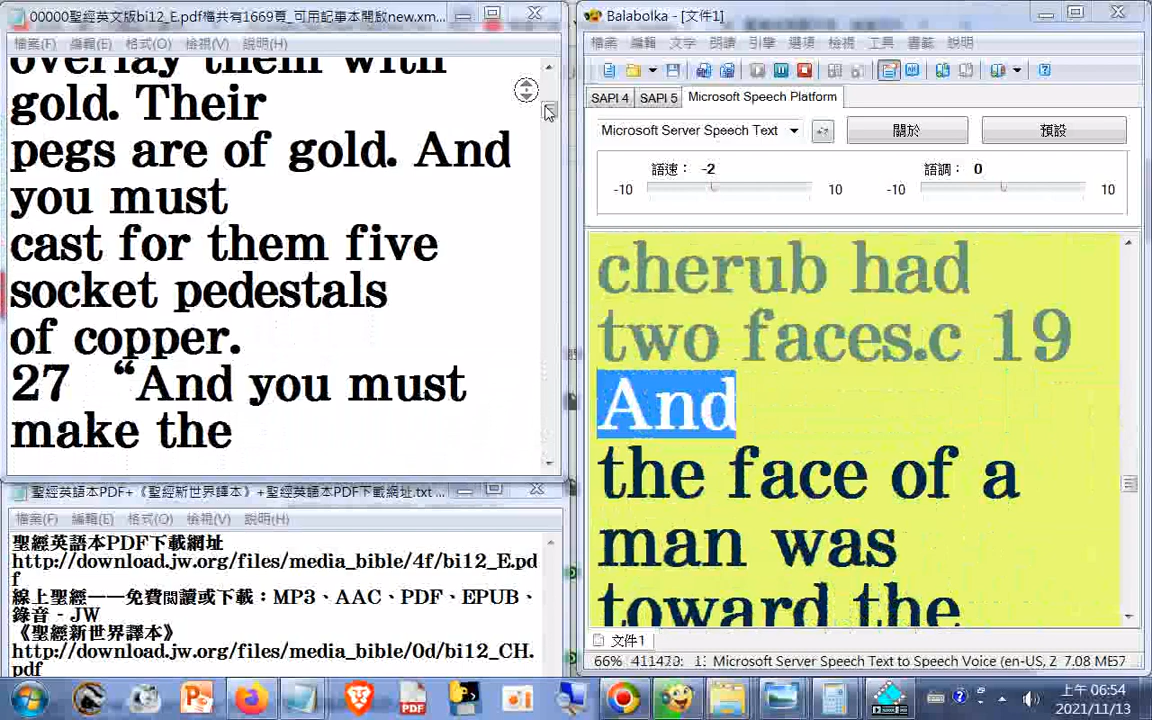 00000聖經英文版bi12_E.pdf檔共有1669頁_可用記事本開啟new.xm...
檔案(F) 編輯(E) 格式(O) 檢視(V) 說明(H)
overlay them with
gold. Their
pegs are of gold. And
you must
cast for them five
socket pedestals
of copper.
27 “And you must
make the
聖經英語本PDF+《聖經新世界譯本》+聖經英語本PDF下載網址.txt ...
檔案(F) 編輯(E) 格式(O) 檢視(V) 說明(H)
聖經英語本PDF下載網址
http://download.jw.org/files/media_bible/4f/bi12_E.pd
f
線上聖經——免費閱讀或下載：MP3、AAC、PDF、EPUB、
錄音 - JW
《聖經新世界譯本》
http://download.jw.org/files/media_bible/0d/bi12_CH.
pdf
Balabolka - [文件1]
檔案 編輯 文字 朗讀 引擎 選項 檢視 工具 書籤 說明
SAPI 4 SAPI 5 Microsoft Speech Platform
Microsoft Server Speech Text 關於 預設
語速： -2 語調： 0
-10 10 -10 10
cherub had
two faces.c 19
And
the face of a
man was
toward the
文件1
66% Microsoft Server Speech Text to Speech Voice (en-US, Z 7.08 ME
上午 06:54
2021/11/13